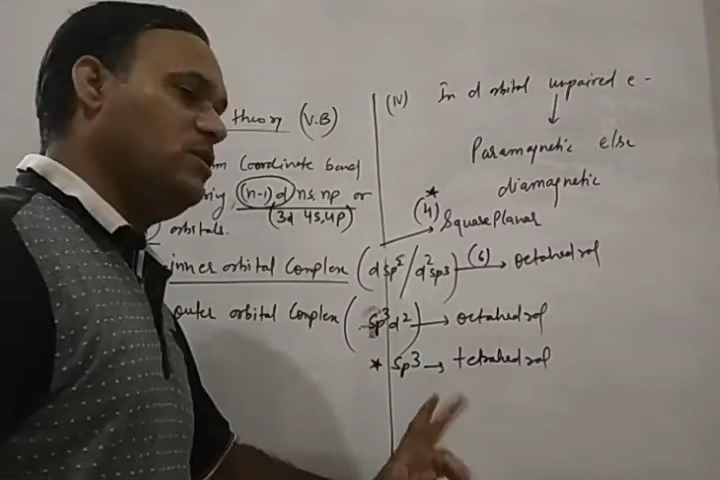 theory (V.B)
Coordinate band
(n-1)d ns, np or
(3d 4s, 4p)
orbitals.
inner orbital Complex (dsp² / d²sp3) (6) → octahedral
outer orbital Complex (sp³d²) → octahedral
* sp3 → tetrahedral
(IV) In d orbital unpaired e-
Paramagnetic else
diamagnetic
*
(4) Square Planar